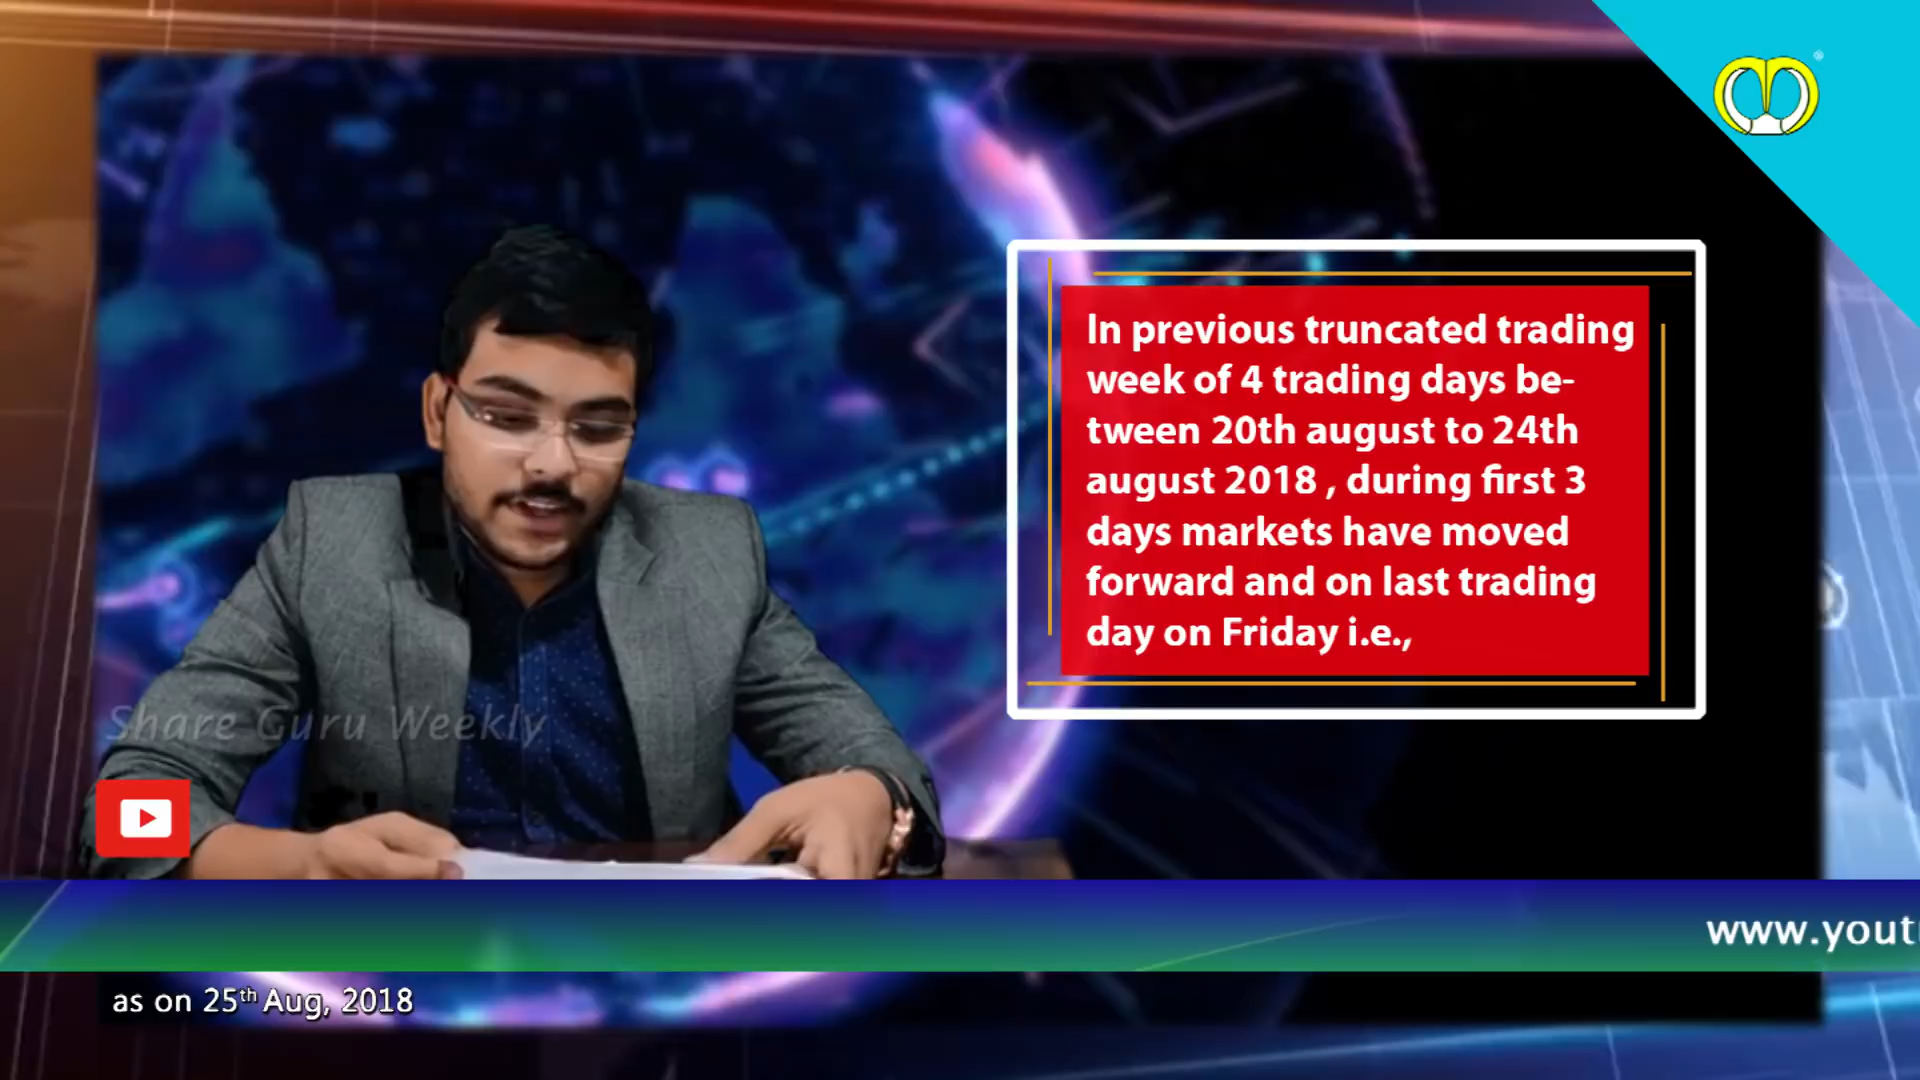 ®
In previous truncated trading
week of 4 trading days be-
tween 20th august to 24th
august 2018 , during first 3
days markets have moved
forward and on last trading
day on Friday i.e.,
Share Guru Weekly
www.yout
as on 25th Aug, 2018